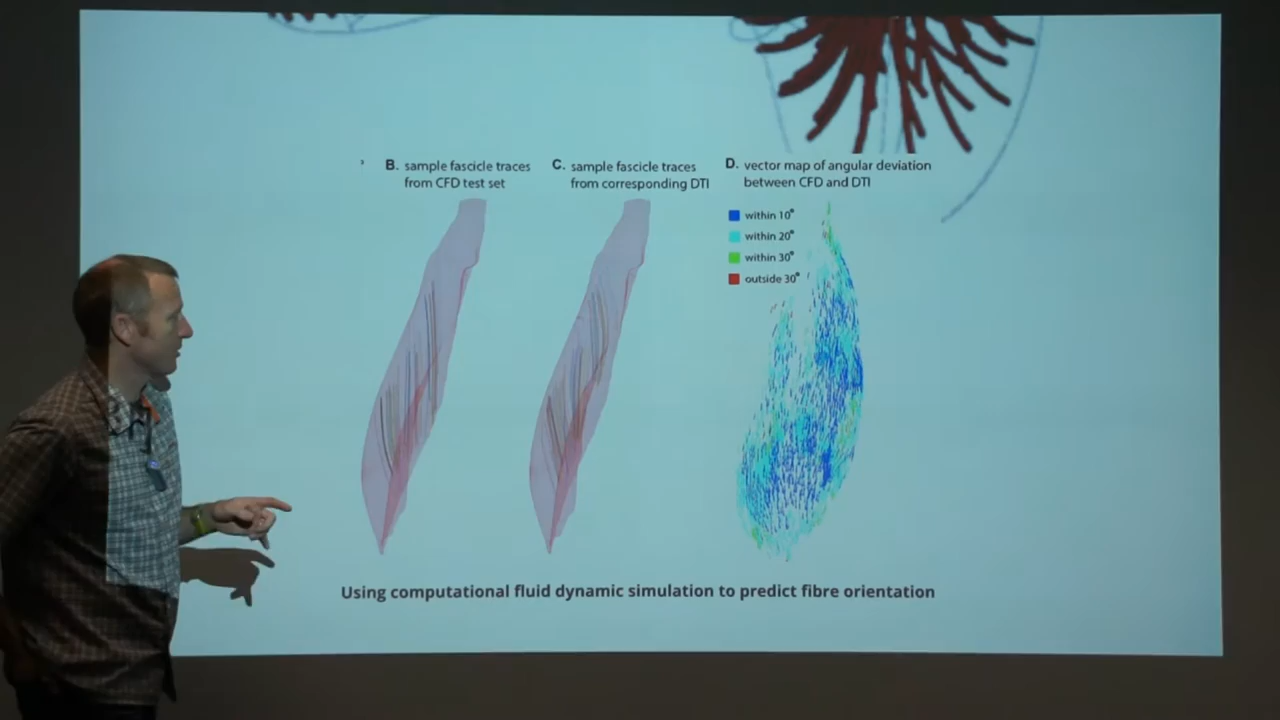 B. sample fascicle traces
from CFD test set
C. sample fascicle traces
from corresponding DTI
D. vector map of angular deviation
between CFD and DTI
within 10°
within 20°
within 30°
outside 30°
Using computational fluid dynamic simulation to predict fibre orientation